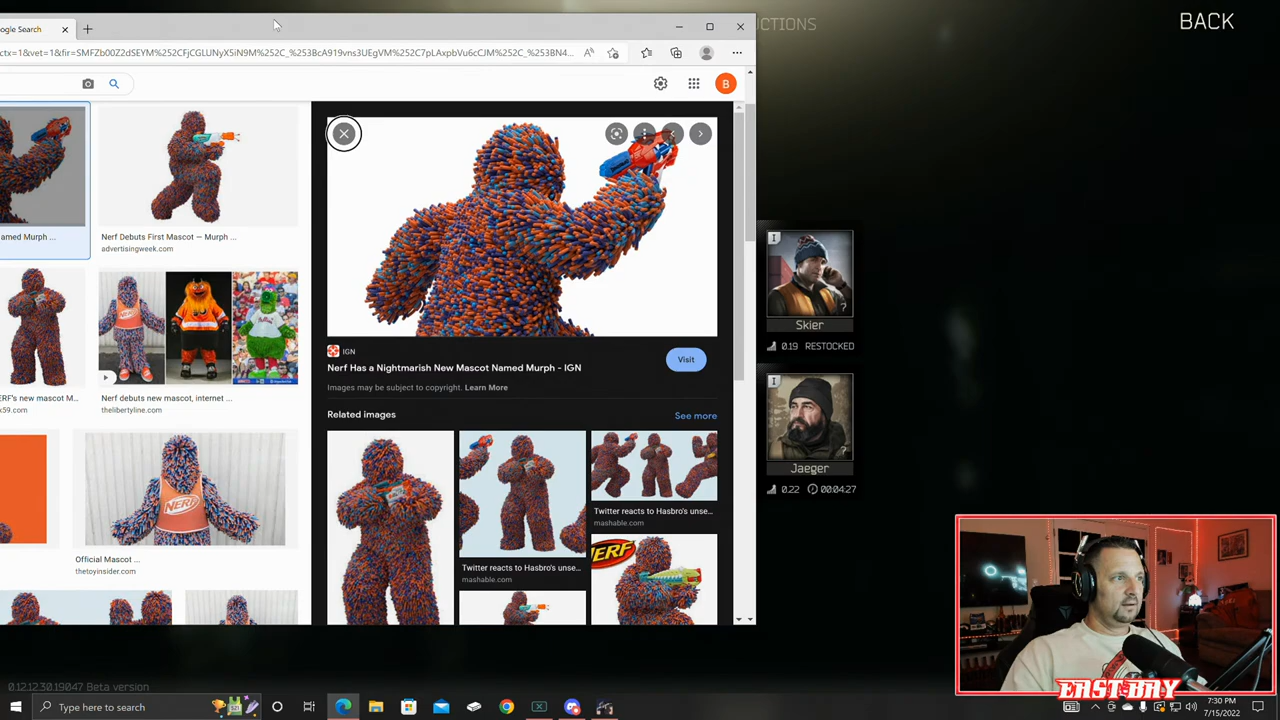 oogle Search
UCTIONS
BACK
ctx=1&vet=1&fir=SMFZb00Z2dSEYM%252CFjCGLUNyX5iN9M%252C_%253BcA919vns3UEgVM%252C7pLAxpbVu6cCJM%252C_%253BN4...
B
amed Murph ...
Nerf Debuts First Mascot — Murph ...
advertisingweek.com
IGN
Nerf Has a Nightmarish New Mascot Named Murph - IGN
Visit
Images may be subject to copyright. Learn More
Related images
See more
ERF's new mascot M...
x59.com
Nerf debuts new mascot, internet ...
thelibertyline.com
NERF
Official Mascot ...
thetoyinsider.com
Twitter reacts to Hasbro's unse...
mashable.com
Twitter reacts to Hasbro's unse...
mashable.com
NERF
I
?
Skier
0.19 RESTOCKED
I
?
Jaeger
0.22 00:04:27
EAST BAY
0.12.12.30.19047 Beta version
Type here to search
7:30 PM
7/15/2022